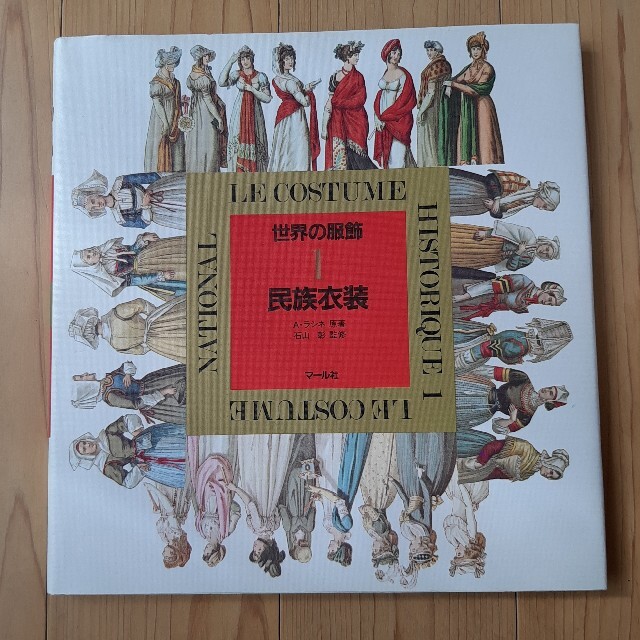 LE COSTUME
HISTORIQUE 1
LE COSTUME
NATIONAL
世界の服飾
1
民族衣装
A・ラシネ 原著
石山 彰 監修
マール社